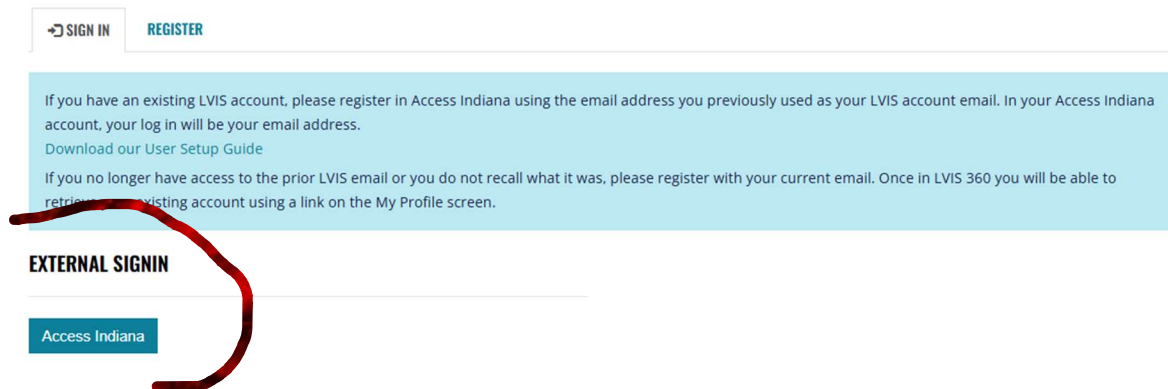 SIGN IN REGISTER
If you have an existing LVIS account, please register in Access Indiana using the email address you previously used as your LVIS account email. In your Access Indiana
account, your log in will be your email address.
Download our User Setup Guide
If you no longer have access to the prior LVIS email or you do not recall what it was, please register with your current email. Once in LVIS 360 you will be able to
retrieve existing account using a link on the My Profile screen.
EXTERNAL SIGNIN
Access Indiana